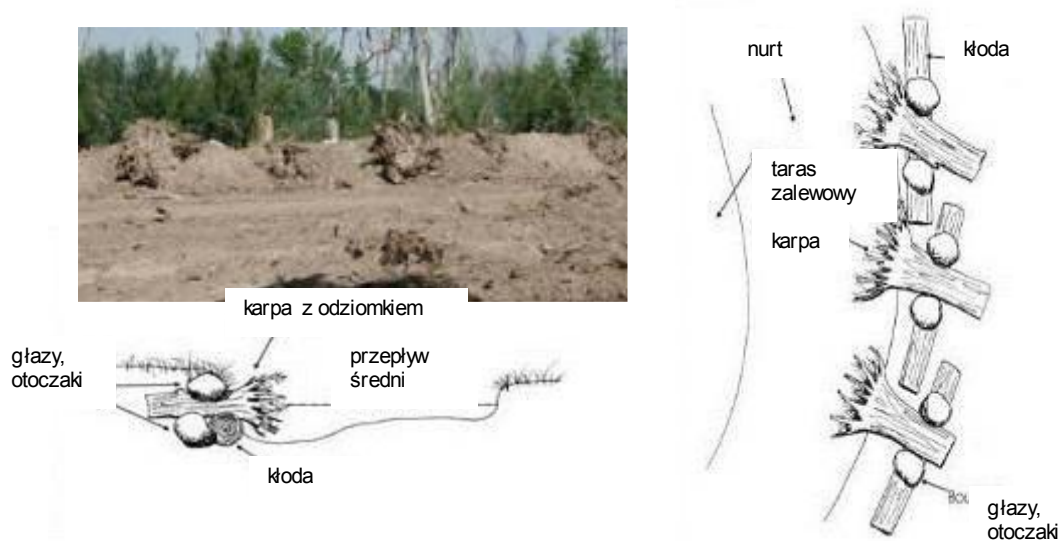 karpa z odziomkiem
głazy,
otoczaki
przepływ
średni
kłoda
nurt
kłoda
taras
zalewowy
karpa
głazy,
otoczaki